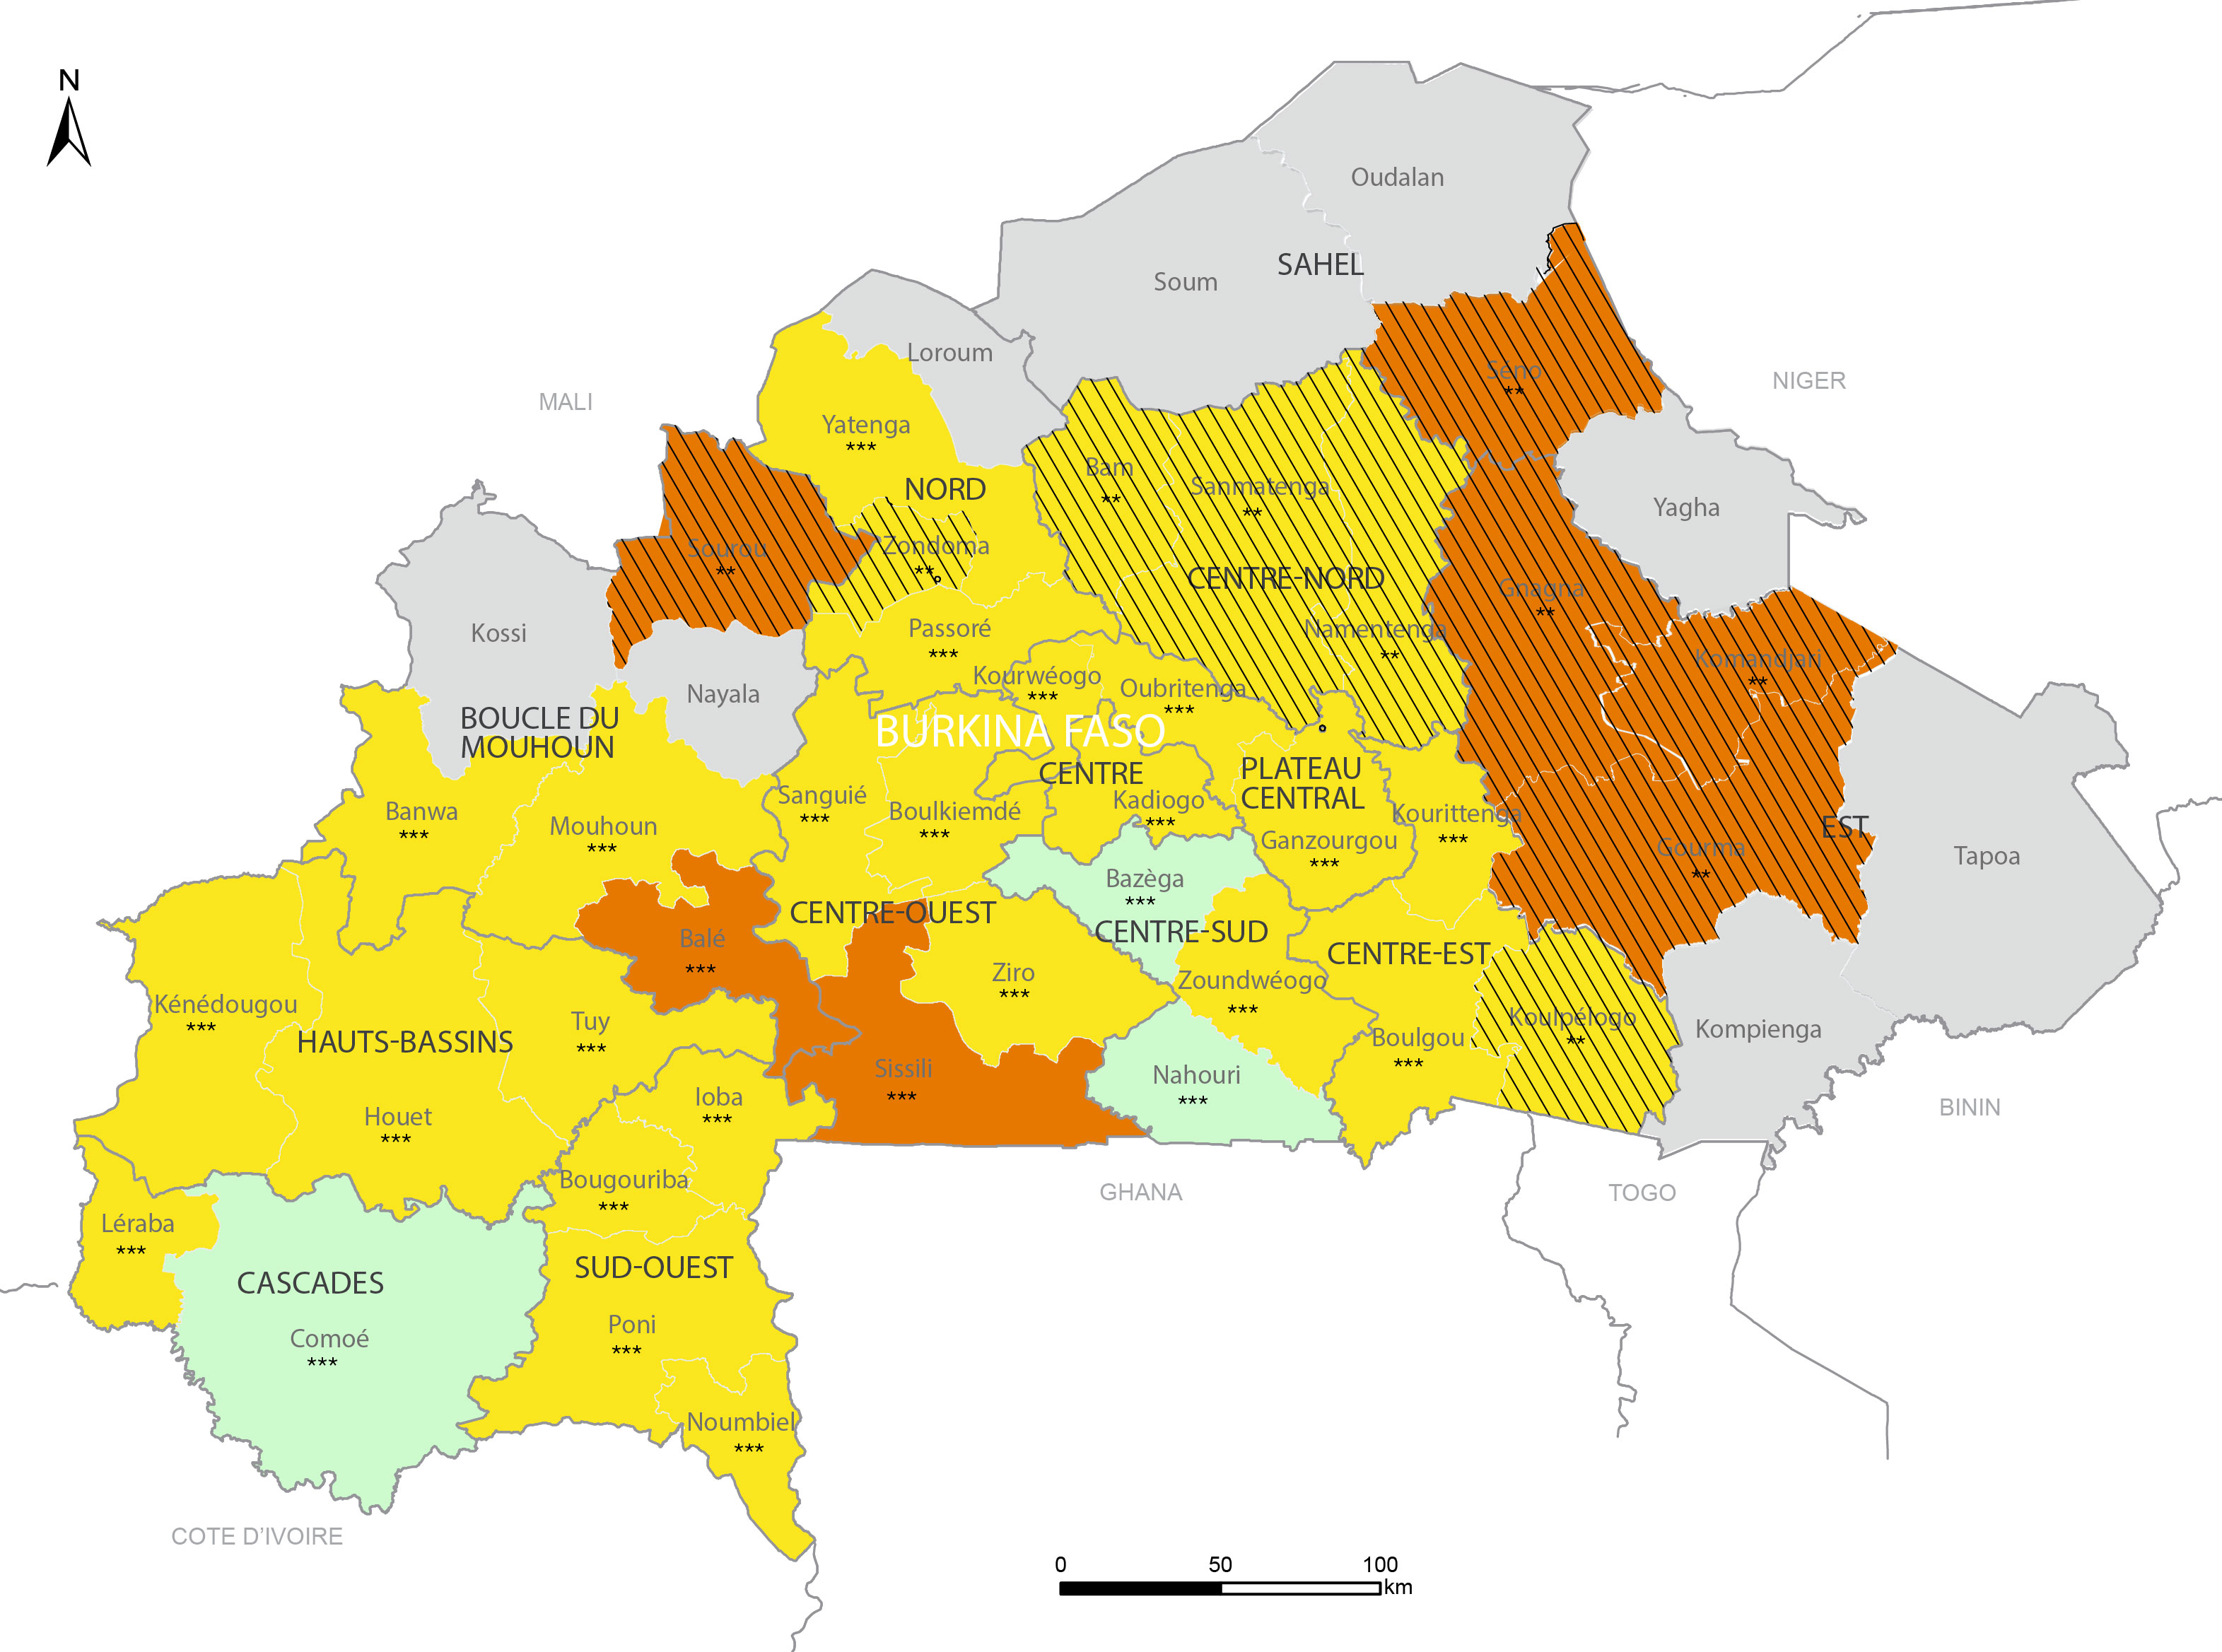 N
Oudalan
SAHEL
Soum
Loroum
NIGER
Séno
**
MALI
Yatenga
***
Bam
**
Sanmatenga
**
NORD
Yagha
Sourou
**
Zondoma
**
CENTRE-NORD
Gnagna
**
Kossi
Passoré
***
Namentenga
**
Komandjari
**
Nayala
Kourwéogo
***
Oubritenga
***
BOUCLE DU
MOUHOUN
BURKINA FASO
CENTRE
PLATEAU
CENTRAL
Banwa
***
Mouhoun
***
Sanguié
***
Boulkiemdé
***
Kadiogo
***
Kourittenga
***
EST
Ganzourgou
***
Gourma
**
Tapoa
Bazèga
***
CENTRE-OUEST
CENTRE-SUD
Balé
***
CENTRE-EST
Ziro
***
Zoundwéogo
***
Kénédougou
***
HAUTS-BASSINS
Tuy
***
Koulpélogo
**
Kompienga
Boulgou
***
Sissili
***
Nahouri
***
Ioba
***
Houet
***
BININ
Bougouriba
***
GHANA
TOGO
Léraba
***
CASCADES
SUD-OUEST
Comoé
***
Poni
***
Noumbiel
***
COTE D’IVOIRE
0 50 100
km